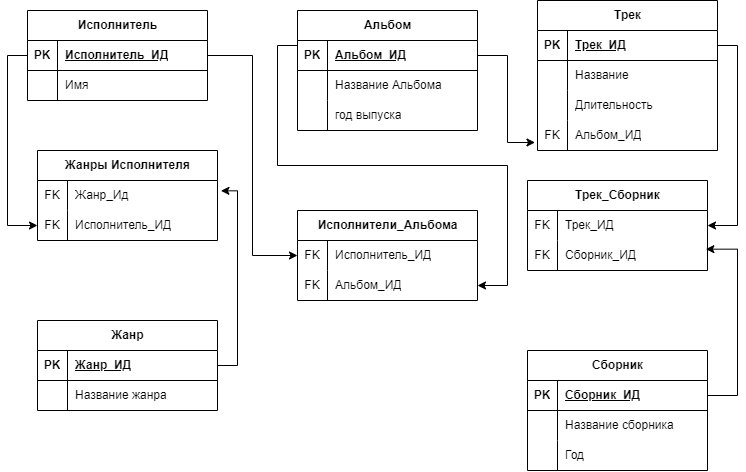 Исполнитель
PK Исполнитель_ИД
Имя
Альбом
PK Альбом_ИД
Название Альбома
год выпуска
Трек
PK Трек_ИД
Название
Длительность
FK Альбом_ИД
Жанры Исполнителя
FK Жанр_Ид
FK Исполнитель_ИД
Исполнители_Альбома
FK Исполнитель_ИД
FK Альбом_ИД
Трек_Сборник
FK Трек_ИД
FK Сборник_ИД
Жанр
PK Жанр_ИД
Название жанра
Сборник
PK Сборник_ИД
Название сборника
Год